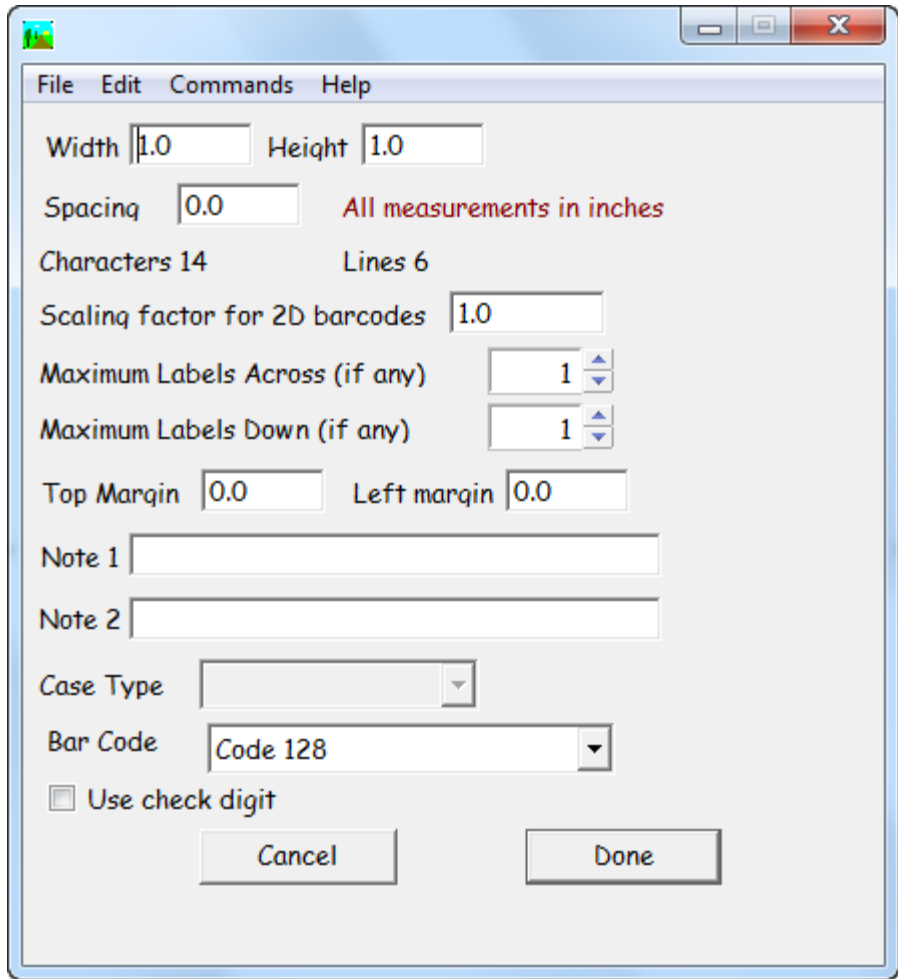 File Edit Commands Help
Width 1.0 Height 1.0
Spacing 0.0 All measurements in inches
Characters 14 Lines 6
Scaling factor for 2D barcodes 1.0
Maximum Labels Across (if any) 1
Maximum Labels Down (if any) 1
Top Margin 0.0 Left margin 0.0
Note 1
Note 2
Case Type
Bar Code Code 128
Use check digit
Cancel Done